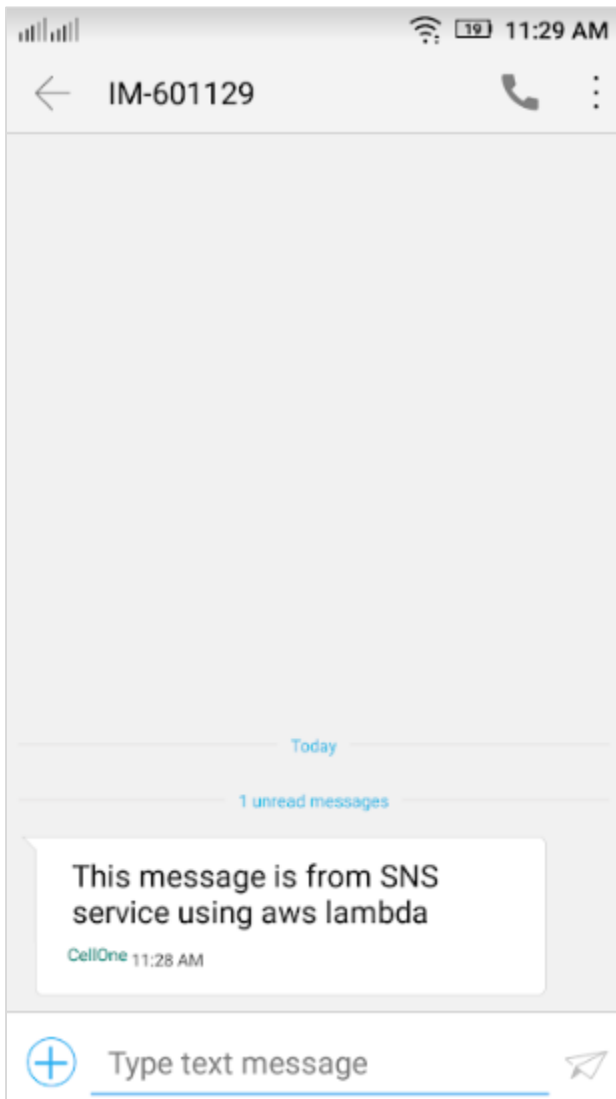 19 11:29 AM
IM-601129
Today
1 unread messages
This message is from SNS
service using aws lambda
CellOne 11:28 AM
Type text message